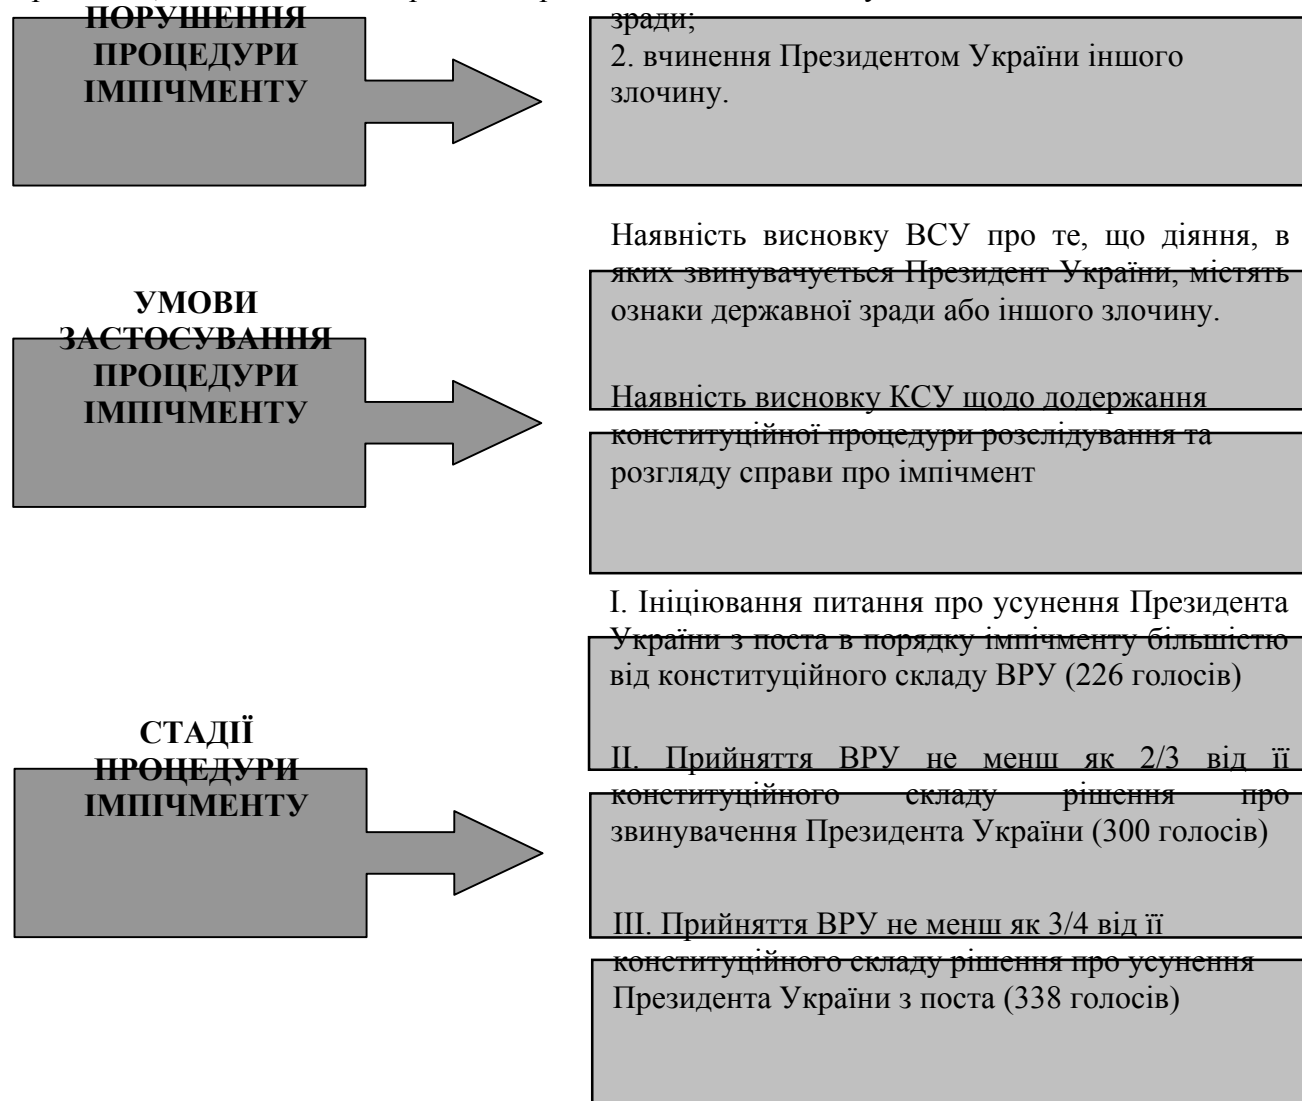 ПОРУШЕННЯ
ПРОЦЕДУРИ
ІМПІЧМЕНТУ
зради;
2. вчинення Президентом України іншого
злочину.
УМОВИ
ЗАСТОСУВАННЯ
ПРОЦЕДУРИ
ІМПІЧМЕНТУ
Наявність висновку ВСУ про те, що діяння, в
яких звинувачується Президент України, містять
ознаки державної зради або іншого злочину.
Наявність висновку КСУ щодо додержання
конституційної процедури розслідування та
розгляду справи про імпічмент
СТАДІЇ
ПРОЦЕДУРИ
ІМПІЧМЕНТУ
І. Ініціювання питання про усунення Президента
України з поста в порядку імпічменту більшістю
від конституційного складу ВРУ (226 голосів)
ІІ. Прийняття ВРУ не менш як 2/3 від її
конституційного складу рішення про
звинувачення Президента України (300 голосів)
ІІІ. Прийняття ВРУ не менш як 3/4 від її
конституційного складу рішення про усунення
Президента України з поста (338 голосів)